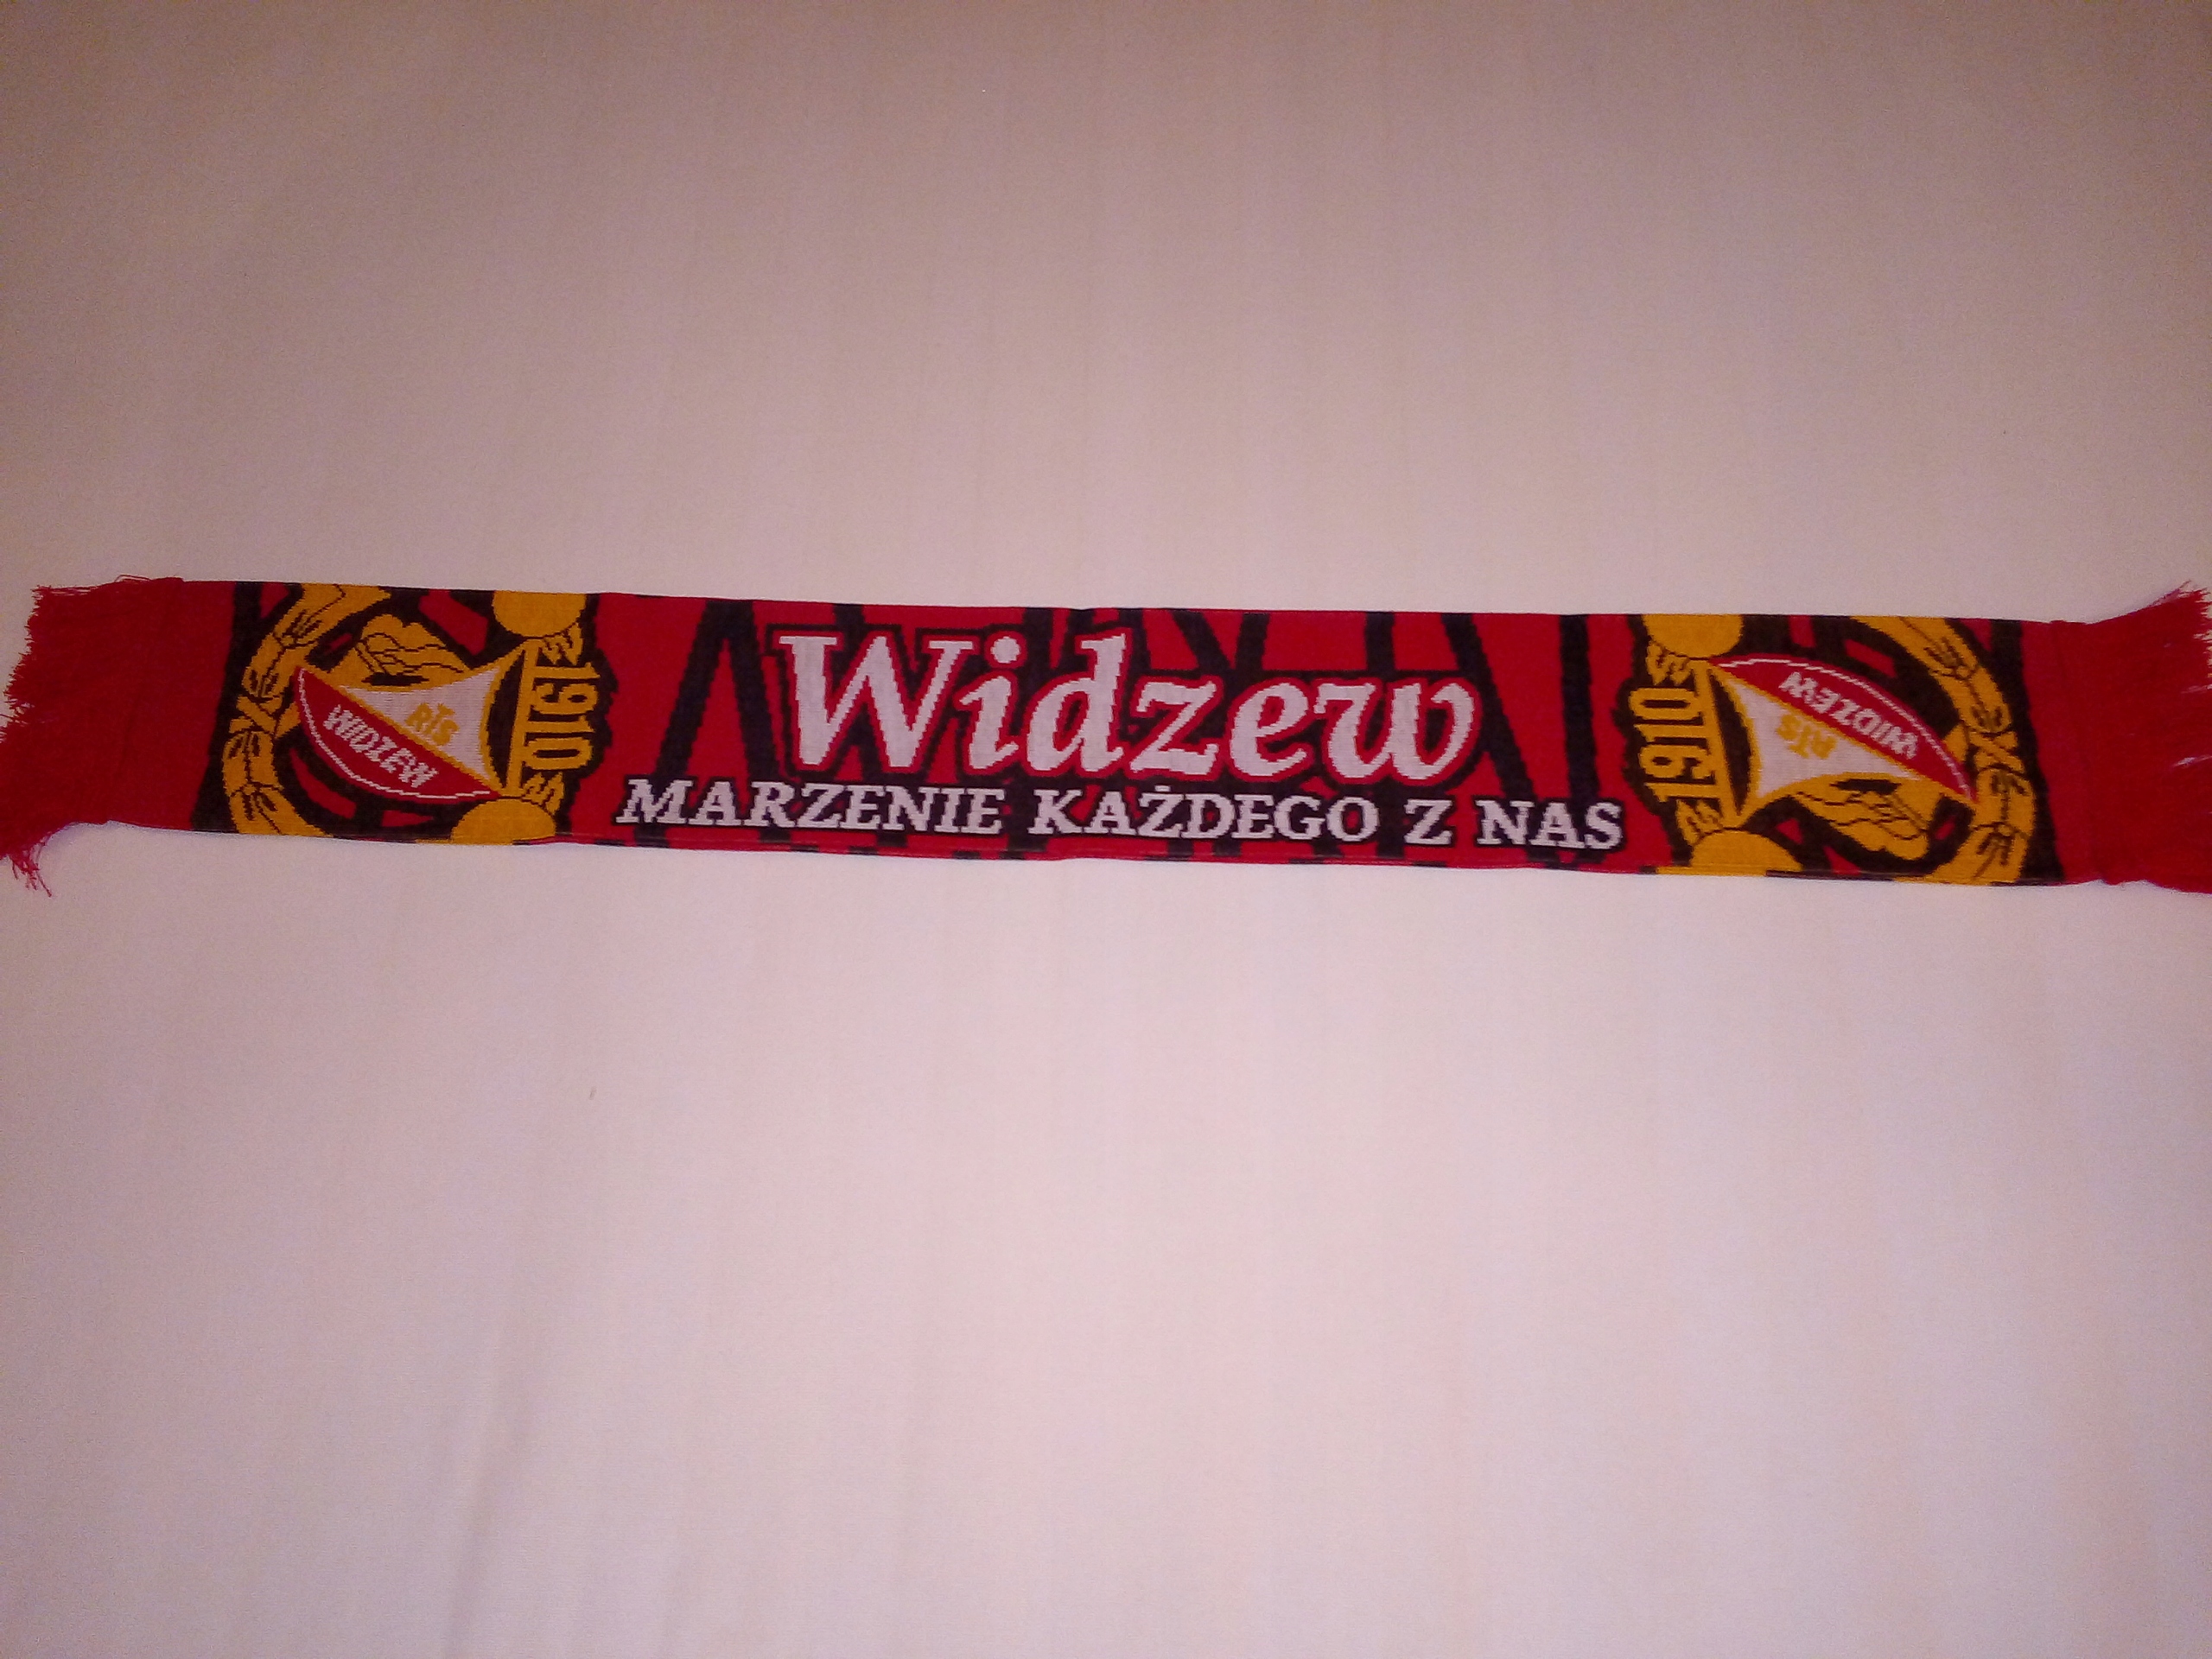 RTS
WIDZEW
1910
Widzew
MARZENIE KAŻDEGO Z NAS
1910
RTS
WIDZEW